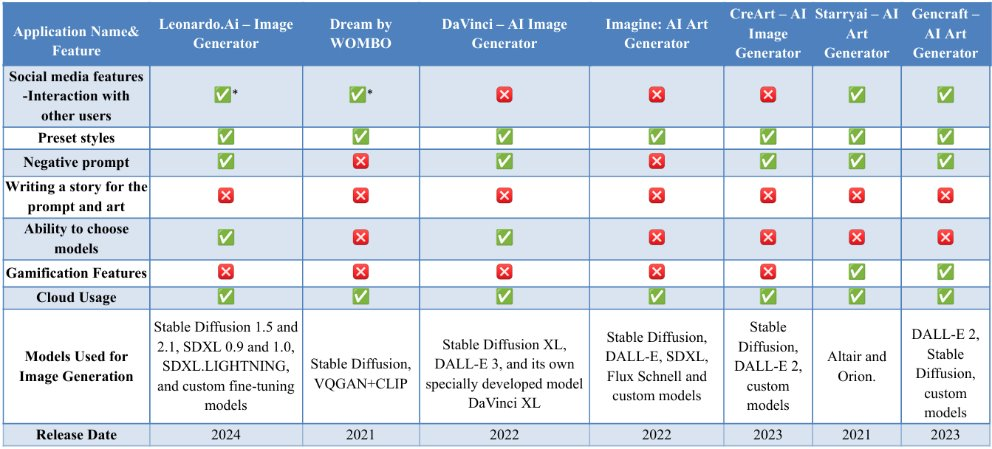 Application Name& Feature | Leonardo.Ai – Image Generator | Dream by WOMBO | DaVinci – AI Image Generator | Imagine: AI Art Generator | CreArt – AI Image Generator | Starryai – AI Art Generator | Gencraft – AI Art Generator
Social media features -Interaction with other users | ✅* | ✅* | ❌ | ❌ | ❌ | ✅ | ✅
Preset styles | ✅ | ✅ | ✅ | ✅ | ✅ | ✅ | ✅
Negative prompt | ✅ | ❌ | ✅ | ❌ | ✅ | ✅ | ✅
Writing a story for the prompt and art | ❌ | ❌ | ❌ | ❌ | ❌ | ❌ | ❌
Ability to choose models | ✅ | ❌ | ✅ | ❌ | ❌ | ❌ | ❌
Gamification Features | ❌ | ❌ | ❌ | ❌ | ❌ | ✅ | ✅
Cloud Usage | ✅ | ✅ | ✅ | ✅ | ✅ | ✅ | ✅
Models Used for Image Generation | Stable Diffusion 1.5 and 2.1, SDXL 0.9 and 1.0, SDXL.LIGHTNING, and custom fine-tuning models | Stable Diffusion, VQGAN+CLIP | Stable Diffusion XL, DALL-E 3, and its own specially developed model DaVinci XL | Stable Diffusion, DALL-E, SDXL, Flux Schnell and custom models | Stable Diffusion, DALL-E 2, custom models | Altair and Orion. | DALL-E 2, Stable Diffusion, custom models
Release Date | 2024 | 2021 | 2022 | 2022 | 2023 | 2021 | 2023